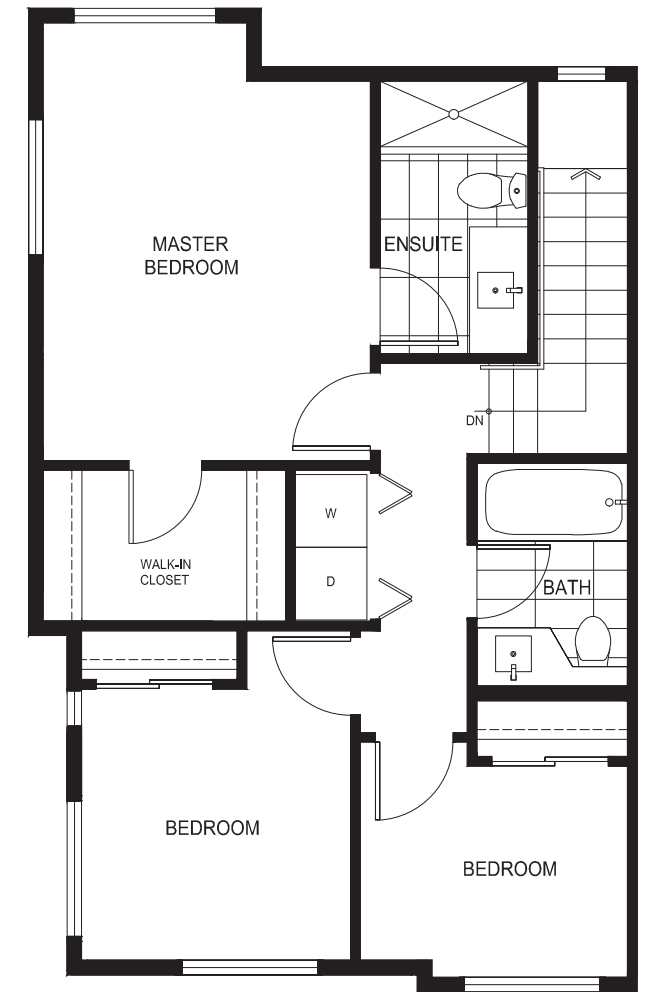 MASTER
BEDROOM
ENSUITE
DN
W
D
WALK-IN
CLOSET
BATH
BEDROOM
BEDROOM